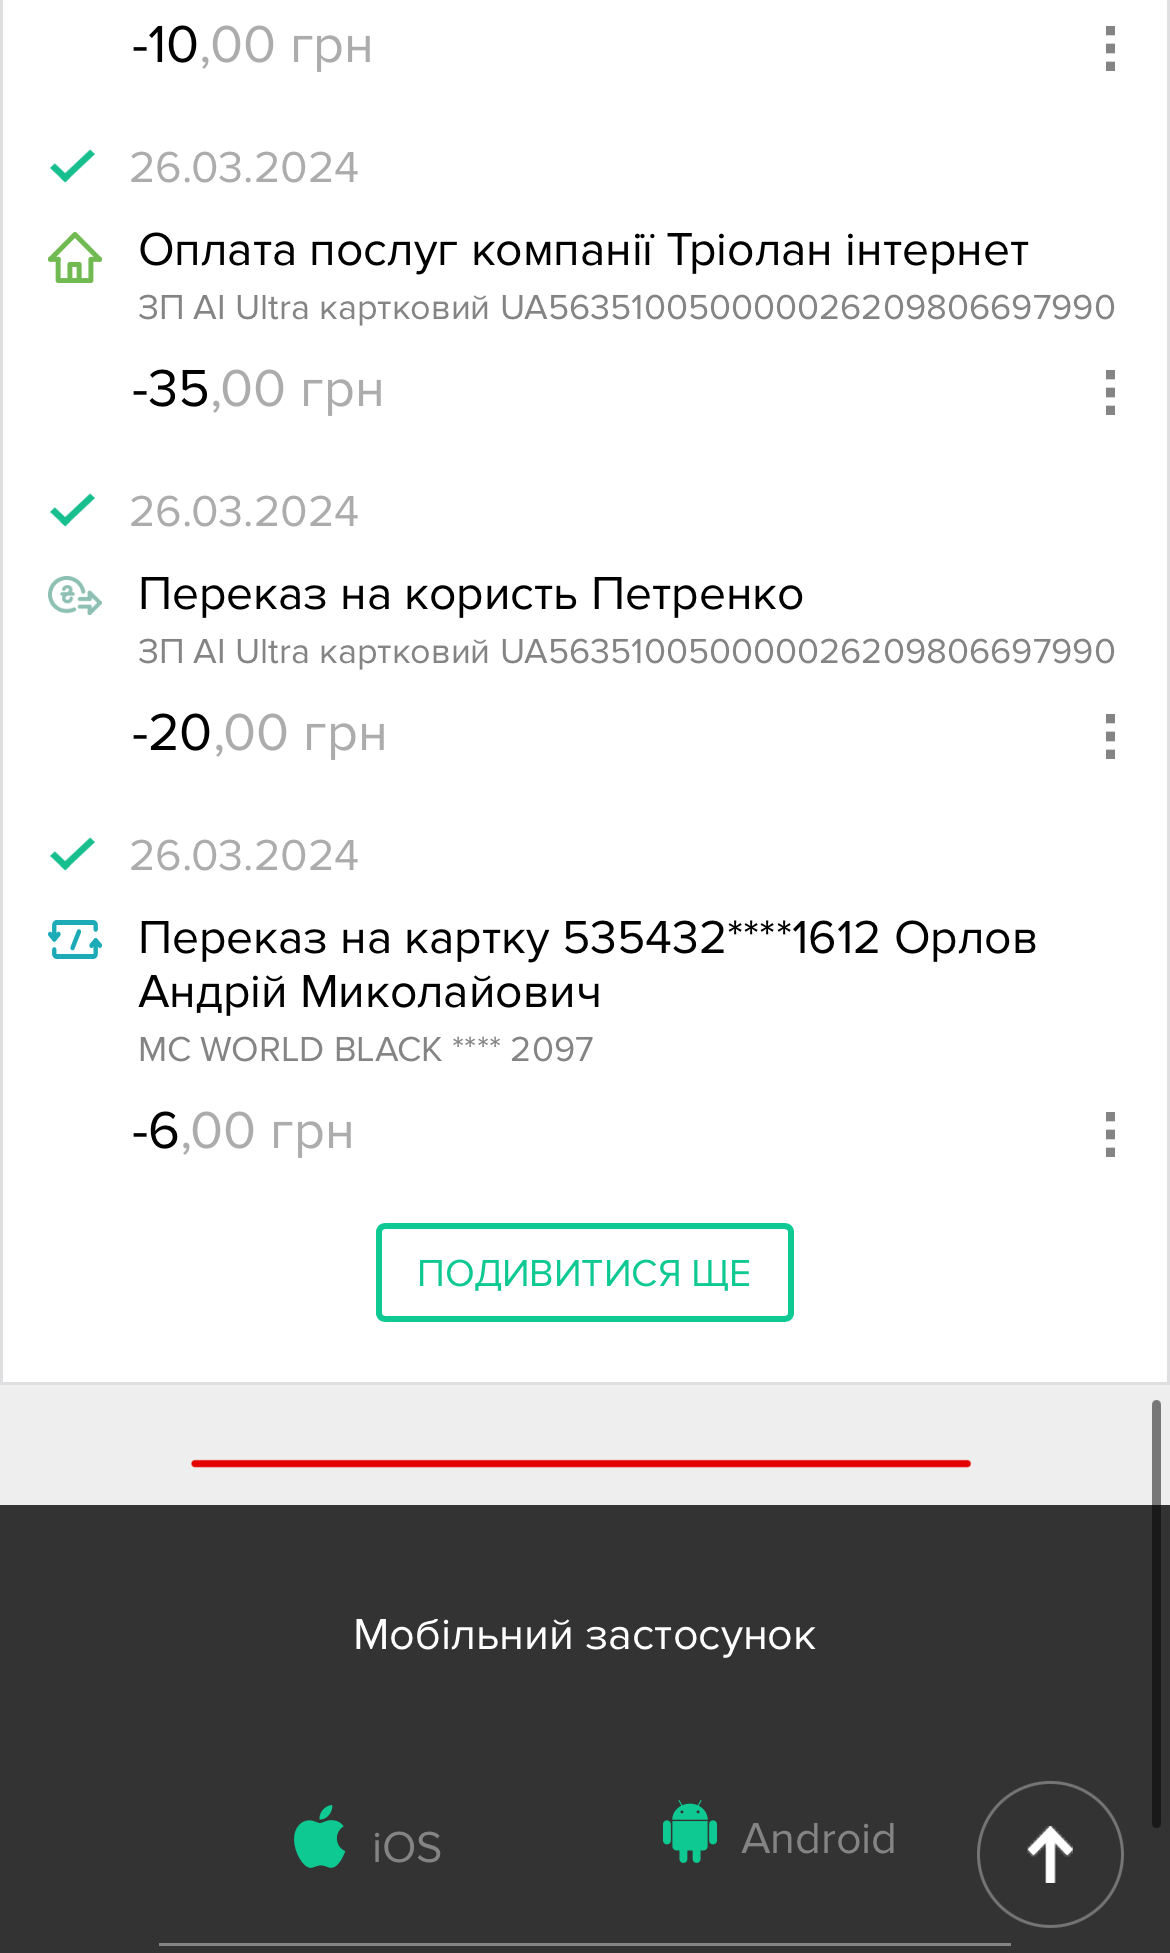 -10,00 грн
26.03.2024
Оплата послуг компанії Тріолан інтернет
ЗП AI Ultra картковий UA563510050000026209806697990
-35,00 грн
26.03.2024
Переказ на користь Петренко
ЗП AI Ultra картковий UA563510050000026209806697990
-20,00 грн
26.03.2024
Переказ на картку 535432****1612 Орлов
Андрій Миколайович
MC WORLD BLACK **** 2097
-6,00 грн
ПОДИВИТИСЯ ЩЕ
Мобільний застосунок
iOS
Android